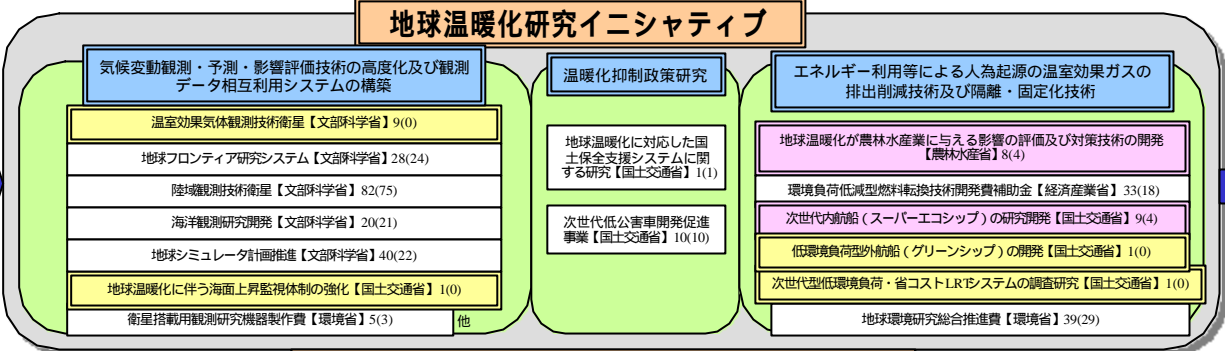 地球温暖化研究イニシャティブ
気候変動観測・予測・影響評価技術の高度化及び観測
データ相互利用システムの構築
温室効果気体観測技術衛星【文部科学省】9(0)
地球フロンティア研究システム【文部科学省】28(24)
陸域観測技術衛星【文部科学省】82(75)
海洋観測研究開発【文部科学省】20(21)
地球シミュレータ計画推進【文部科学省】40(22)
地球温暖化に伴う海面上昇監視体制の強化【国土交通省】1(0)
衛星搭載用観測研究機器製作費【環境省】5(3)
他
温暖化抑制政策研究
地球温暖化に対応した国
土保全支援システムに関
する研究【国土交通省】1(1)
次世代低公害車開発促進
事業【国土交通省】10(10)
エネルギー利用等による人為起源の温室効果ガスの
排出削減技術及び隔離・固定化技術
地球温暖化が農林水産業に与える影響の評価及び対策技術の開発
【農林水産省】8(4)
環境負荷低減型燃料転換技術開発費補助金【経済産業省】33(18)
次世代内航船（スーパーエコシップ）の研究開発【国土交通省】9(4)
低環境負荷型外航船（グリーンシップ）の開発【国土交通省】1(0)
次世代型低環境負荷・省コストLRTシステムの調査研究【国土交通省】1(0)
地球環境研究総合推進費【環境省】39(29)